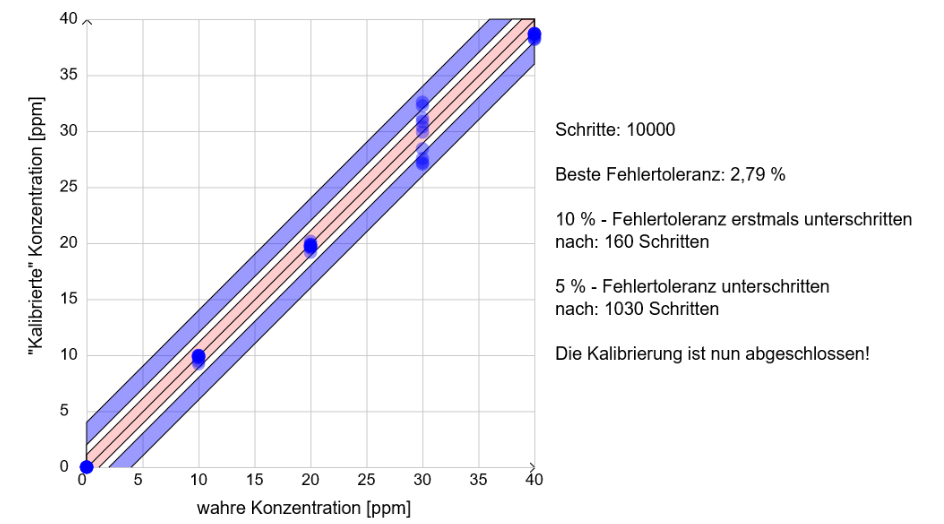 40
35
30
25
20
15
10
5
0
0 5 10 15 20 25 30 35 40
"Kalibrierte" Konzentration [ppm]
wahre Konzentration [ppm]
Schritte: 10000
Beste Fehlertoleranz: 2,79 %
10 % - Fehlertoleranz erstmals unterschritten
nach: 160 Schritten
5 % - Fehlertoleranz unterschritten
nach: 1030 Schritten
Die Kalibrierung ist nun abgeschlossen!